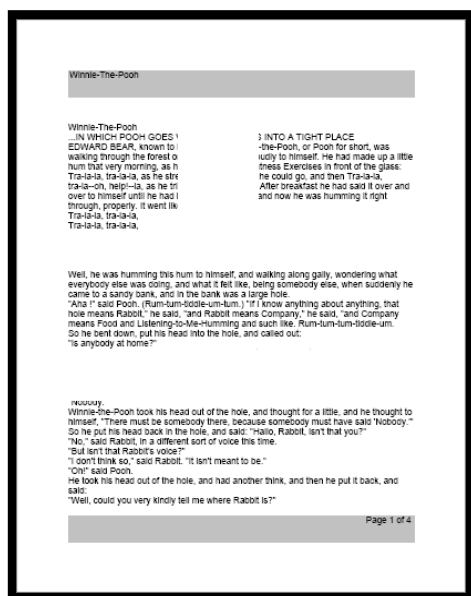 Winnie-The-Pooh
Winnie-The-Pooh
...IN WHICH POOH GOES INTO A TIGHT PLACE
EDWARD BEAR, known to -the-Pooh, or Pooh for short, was
walking through the forest to himself. He had made up a little
hum that very morning, as Exercises in front of the glass:
Tra-la-la, tra-la-la, as he he could go, and then Tra-la-la,
tra-la--oh, help!--la, as he After breakfast he had said it over and
over to himself until he had and now he was humming it right
through, properly. It went
Tra-la-la, tra-la-la,
Tra-la-la, tra-la-la,
Well, he was humming this hum to himself, and walking along gaily, wondering what
everybody else was doing, and what it felt like, being somebody else, when suddenly he
came to a sandy bank, and in the bank was a large hole.
"Aha !" said Pooh. (Rum-tum-tiddle-um-tum.) "If I know anything about anything, that
hole means Rabbit," he said, "and Rabbit means Company," he said, "and Company
means Food and Listening-to-Me-Humming and such like. Rum-tum-tum-tiddle-um.
So he bent down, put his head into the hole, and called out:
"Is anybody at home?"
"Nobody."
Winnie-the-Pooh took his head out of the hole, and thought for a little, and he thought to
himself, "There must be somebody there, because somebody must have said 'Nobody.'"
So he put his head back in the hole, and said: "Hallo, Rabbit, isn't that you?"
"No," said Rabbit, in a different sort of voice this time.
"But isn't that Rabbit's voice?"
"I don't think so," said Rabbit. "It isn't meant to be."
"Oh!" said Pooh.
He took his head out of the hole, and had another think, and then he put it back, and
said:
"Well, could you very kindly tell me where Rabbit is?"
Page 1 of 4